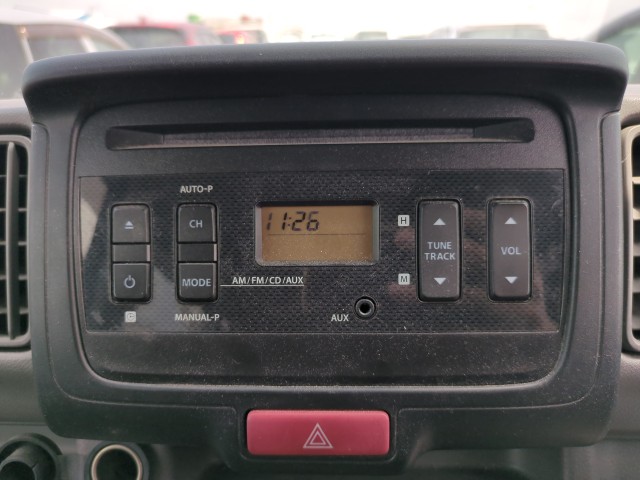 AUTO-P
CH
11:26
H
TUNE
TRACK
VOL
MODE
AM/FM/CD/AUX
M
MANUAL-P
AUX